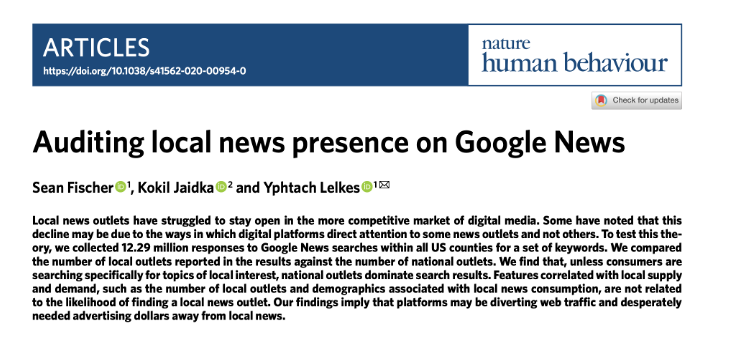 ARTICLES
https://doi.org/10.1038/s41562-020-00954-0
nature
human behaviour
Check for updates
Auditing local news presence on Google News
Sean Fischer iD 1, Kokil Jaidka iD 2 and Yphtach Lelkes iD 1✉
Local news outlets have struggled to stay open in the more competitive market of digital media. Some have noted that this
decline may be due to the ways in which digital platforms direct attention to some news outlets and not others. To test this the-
ory, we collected 12.29 million responses to Google News searches within all US counties for a set of keywords. We compared
the number of local outlets reported in the results against the number of national outlets. We find that, unless consumers are
searching specifically for topics of local interest, national outlets dominate search results. Features correlated with local supply
and demand, such as the number of local outlets and demographics associated with local news consumption, are not related
to the likelihood of finding a local news outlet. Our findings imply that platforms may be diverting web traffic and desperately
needed advertising dollars away from local news.